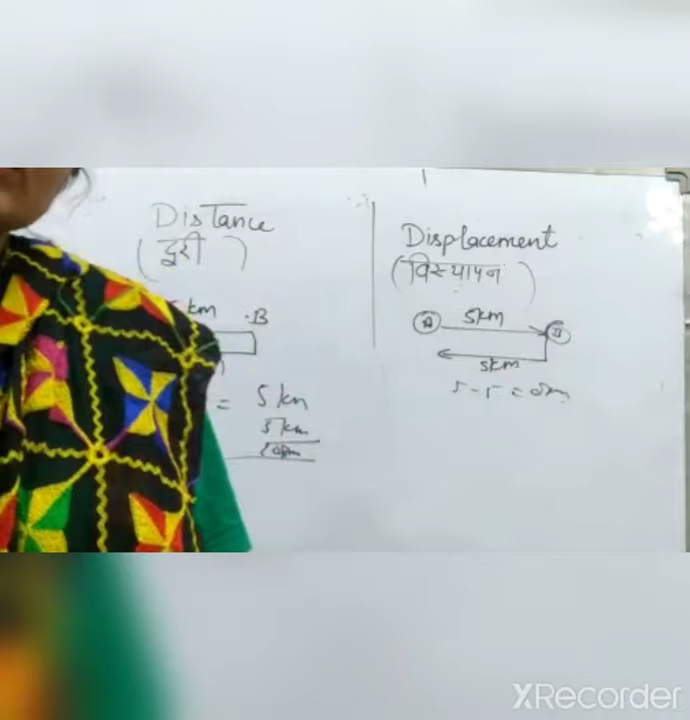 Distance
(दूरी)
km .B
= 5 km
5 km
10km
Displacement
(विस्थापन)
A 5km B
5km
5-5=0km
XRecorder